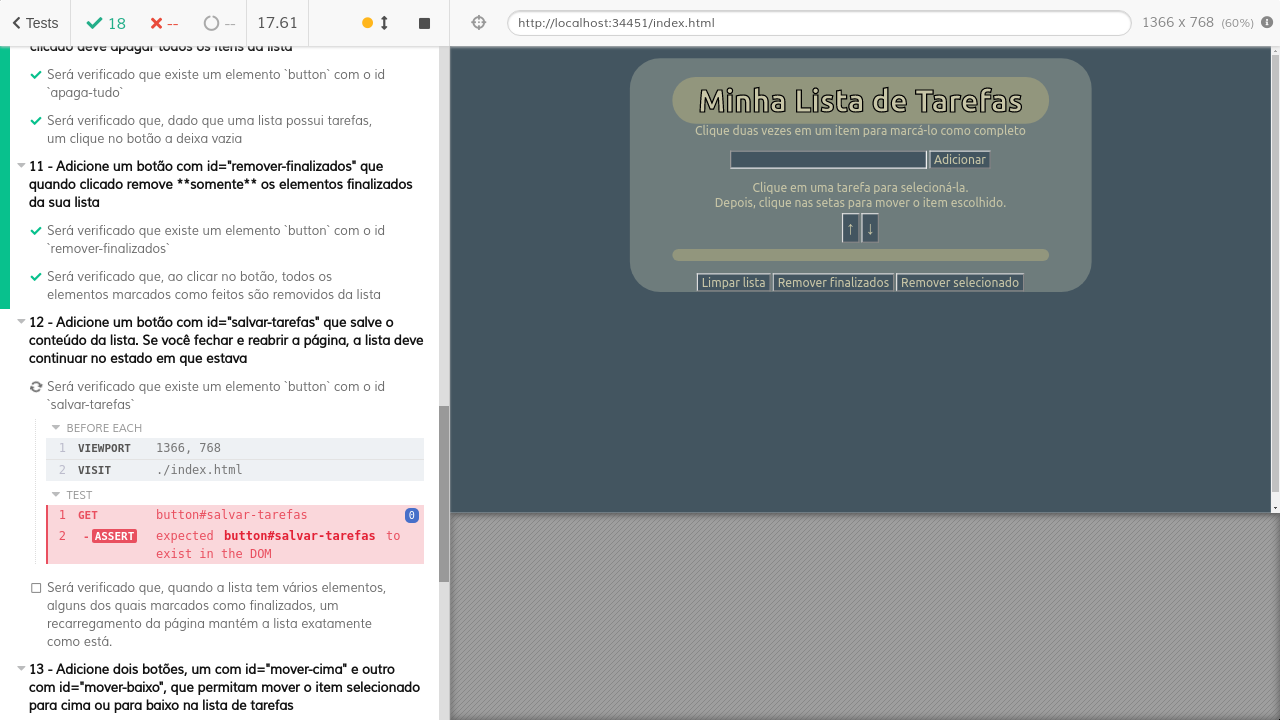 Tests
18
--
--
17.61
http://localhost:34451/index.html
1366 x 768 (60%)
clicado deve apagar todos os itens da lista
Será verificado que existe um elemento `button` com o id
`apaga-tudo`
Será verificado que, dado que uma lista possui tarefas,
um clique no botão a deixa vazia
11 - Adicione um botão com id="remover-finalizados" que
quando clicado remove **somente** os elementos finalizados
da sua lista
Será verificado que existe um elemento `button` com o id
`remover-finalizados`
Será verificado que, ao clicar no botão, todos os
elementos marcados como feitos são removidos da lista
12 - Adicione um botão com id="salvar-tarefas" que salve o
conteúdo da lista. Se você fechar e reabrir a página, a lista deve
continuar no estado em que estava
Será verificado que existe um elemento `button` com o id
`salvar-tarefas`
BEFORE EACH
1 VIEWPORT 1366, 768
2 VISIT ./index.html
TEST
1 GET button#salvar-tarefas 0
2 -ASSERT expected button#salvar-tarefas to
exist in the DOM
Será verificado que, quando a lista tem vários elementos,
alguns dos quais marcados como finalizados, um
recarregamento da página mantém a lista exatamente
como está.
13 - Adicione dois botões, um com id="mover-cima" e outro
com id="mover-baixo", que permitam mover o item selecionado
para cima ou para baixo na lista de tarefas
Minha Lista de Tarefas
Clique duas vezes em um item para marcá-lo como completo
Adicionar
Clique em uma tarefa para selecioná-la.
Depois, clique nas setas para mover o item escolhido.
↑ ↓
Limpar lista Remover finalizados Remover selecionado